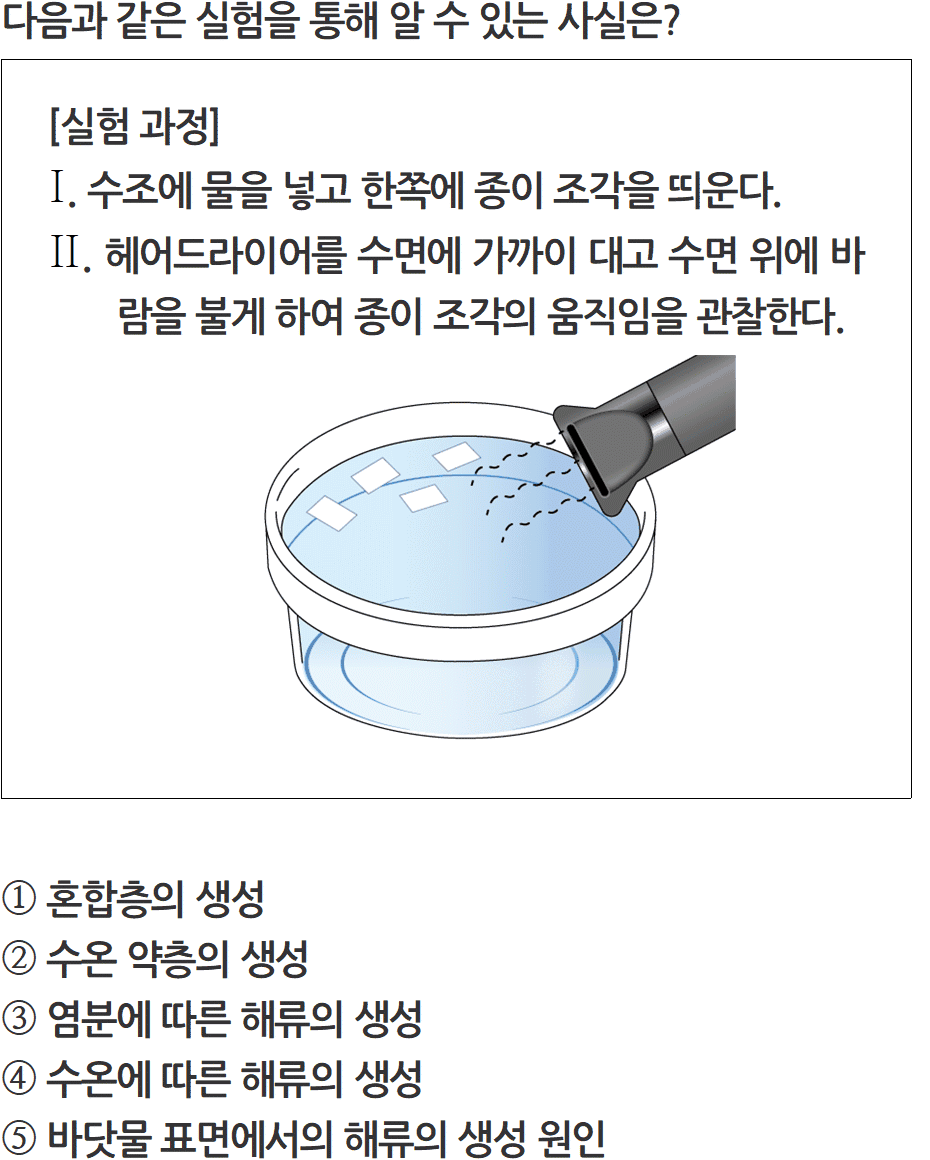 다음과 같은 실험을 통해 알 수 있는 사실은?
[실험 과정]
Ⅰ. 수조에 물을 넣고 한쪽에 종이 조각을 띄운다.
Ⅱ. 헤어드라이어를 수면에 가까이 대고 수면 위에 바
람을 불게 하여 종이 조각의 움직임을 관찰한다.
① 혼합층의 생성
② 수온 약층의 생성
③ 염분에 따른 해류의 생성
④ 수온에 따른 해류의 생성
⑤ 바닷물 표면에서의 해류의 생성 원인